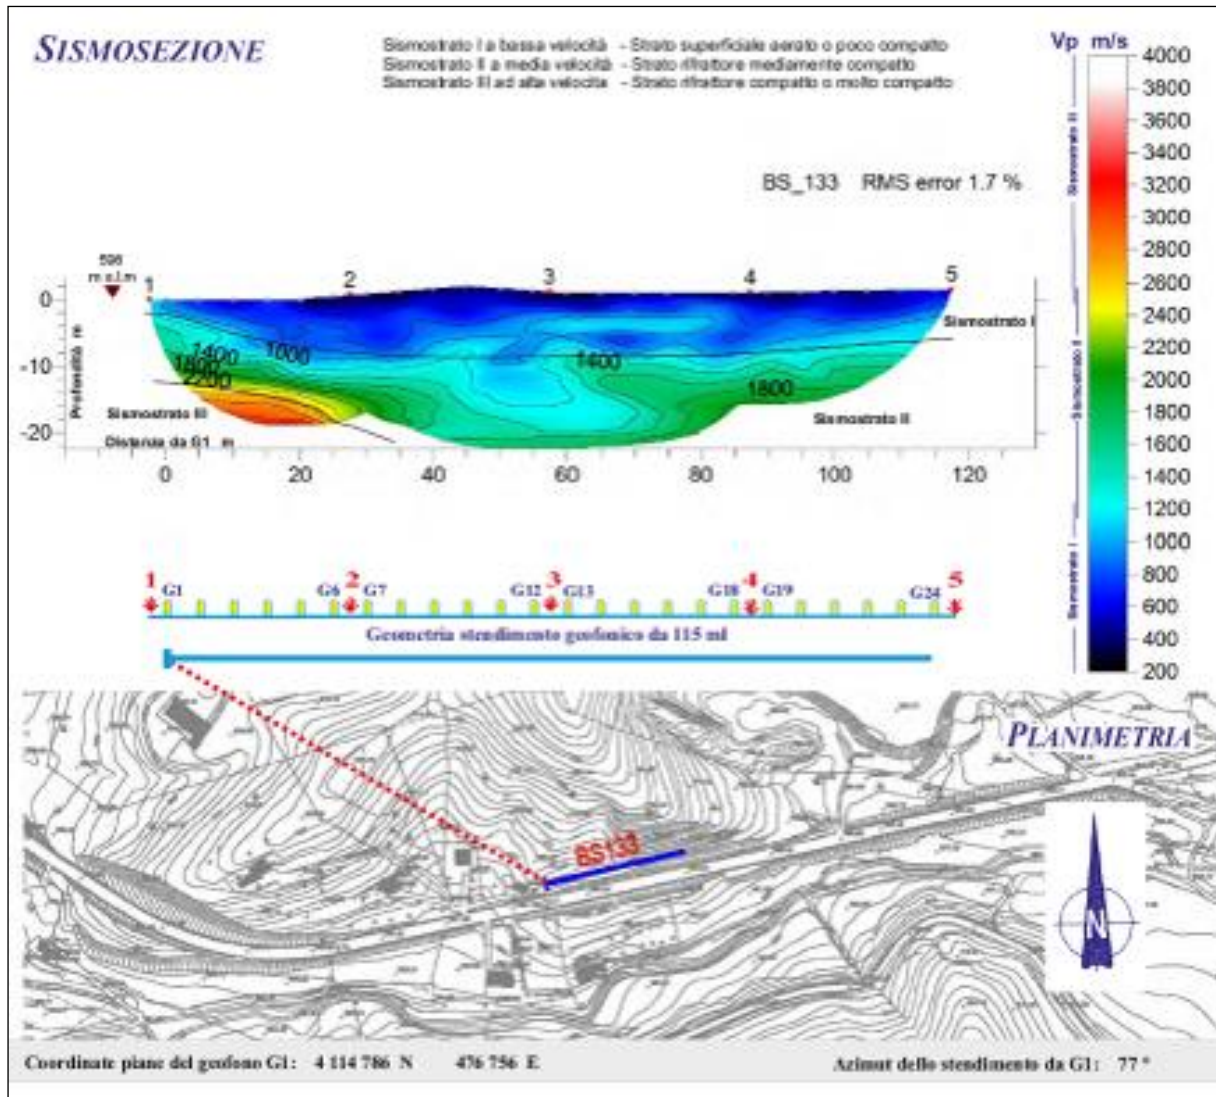 SISMOSEZIONE
Sismostrato I a bassa velocità - Strato superficiale aerato o poco compatto
Sismostrato II a media velocità - Strato rifrattore mediamente compatto
Sismostrato III ad alta velocita - Strato rifrattore compatto o molto compatto
Vp m/s
BS_133 RMS error 1.7 %
4000
3800
3600
3400
3200
3000
2800
2600
2400
2200
2000
1800
1600
1400
1200
1000
800
600
400
200
Sismostrato III
Sismostrato II
Sismostrato I
598
m s.l.m
1 2 3 4 5
0
-10
-20
Profondità m
1400
1000
1800
2200
1400
1800
Sismostrato I
Sismostrato III
Sismostrato II
Distanza da G1 m
0 20 40 60 80 100 120
1 G1 G6 2 G7 G12 3 G13 G18 4 G19 G24 5
Geometria stendimento geofonico da 115 ml
PLANIMETRIA
BS133
N
Coordinate piane del geofono G1: 4 114 786 N 476 756 E
Azimut dello stendimento da G1: 77 °